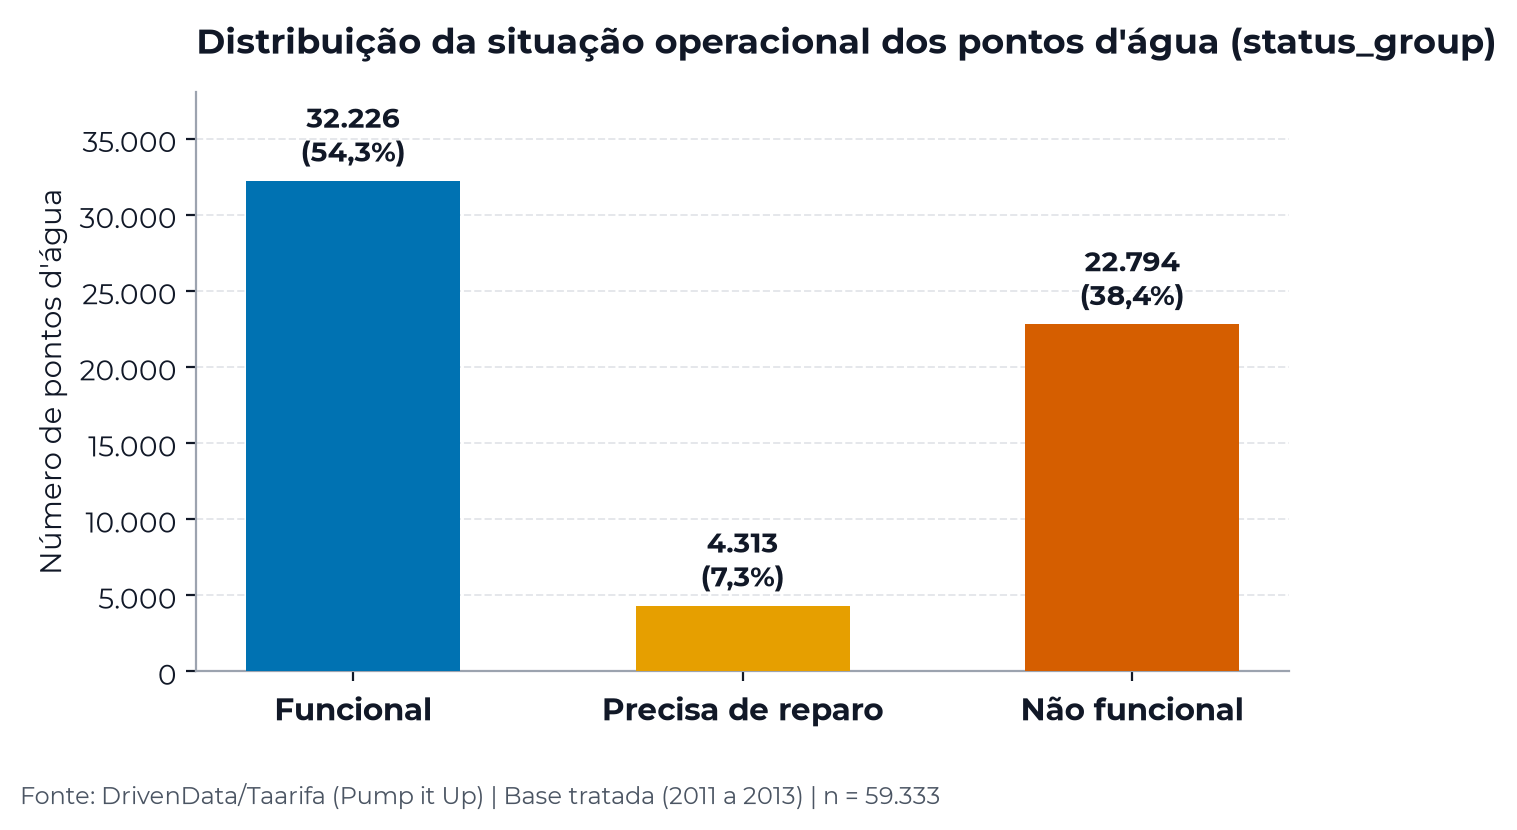 Distribuição da situação operacional dos pontos d'água (status_group)
Número de pontos d'água
35.000
30.000
25.000
20.000
15.000
10.000
5.000
0
32.226
(54,3%)
4.313
(7,3%)
22.794
(38,4%)
Funcional
Precisa de reparo
Não funcional
Fonte: DrivenData/Taarifa (Pump it Up) | Base tratada (2011 a 2013) | n = 59.333